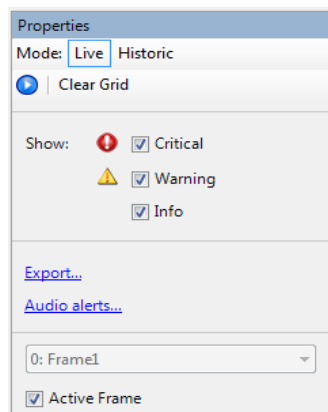 Properties
Mode: Live Historic
Clear Grid
Show: Critical
Warning
Info
Export...
Audio alerts...
0: Frame1
Active Frame